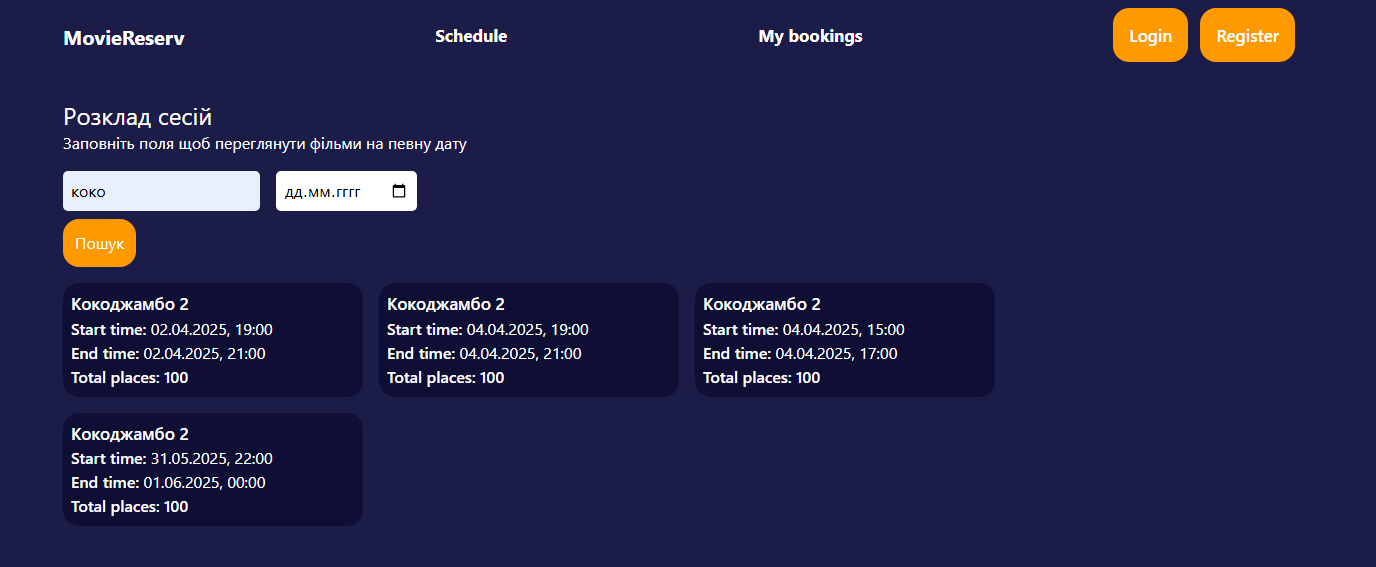 MovieReserv Schedule My bookings Login Register
Розклад сесій
Заповніть поля щоб переглянути фільми на певну дату
коко дд.мм.гггг
Пошук
Кокоджамбо 2
Start time: 02.04.2025, 19:00
End time: 02.04.2025, 21:00
Total places: 100
Кокоджамбо 2
Start time: 04.04.2025, 19:00
End time: 04.04.2025, 21:00
Total places: 100
Кокоджамбо 2
Start time: 04.04.2025, 15:00
End time: 04.04.2025, 17:00
Total places: 100
Кокоджамбо 2
Start time: 31.05.2025, 22:00
End time: 01.06.2025, 00:00
Total places: 100